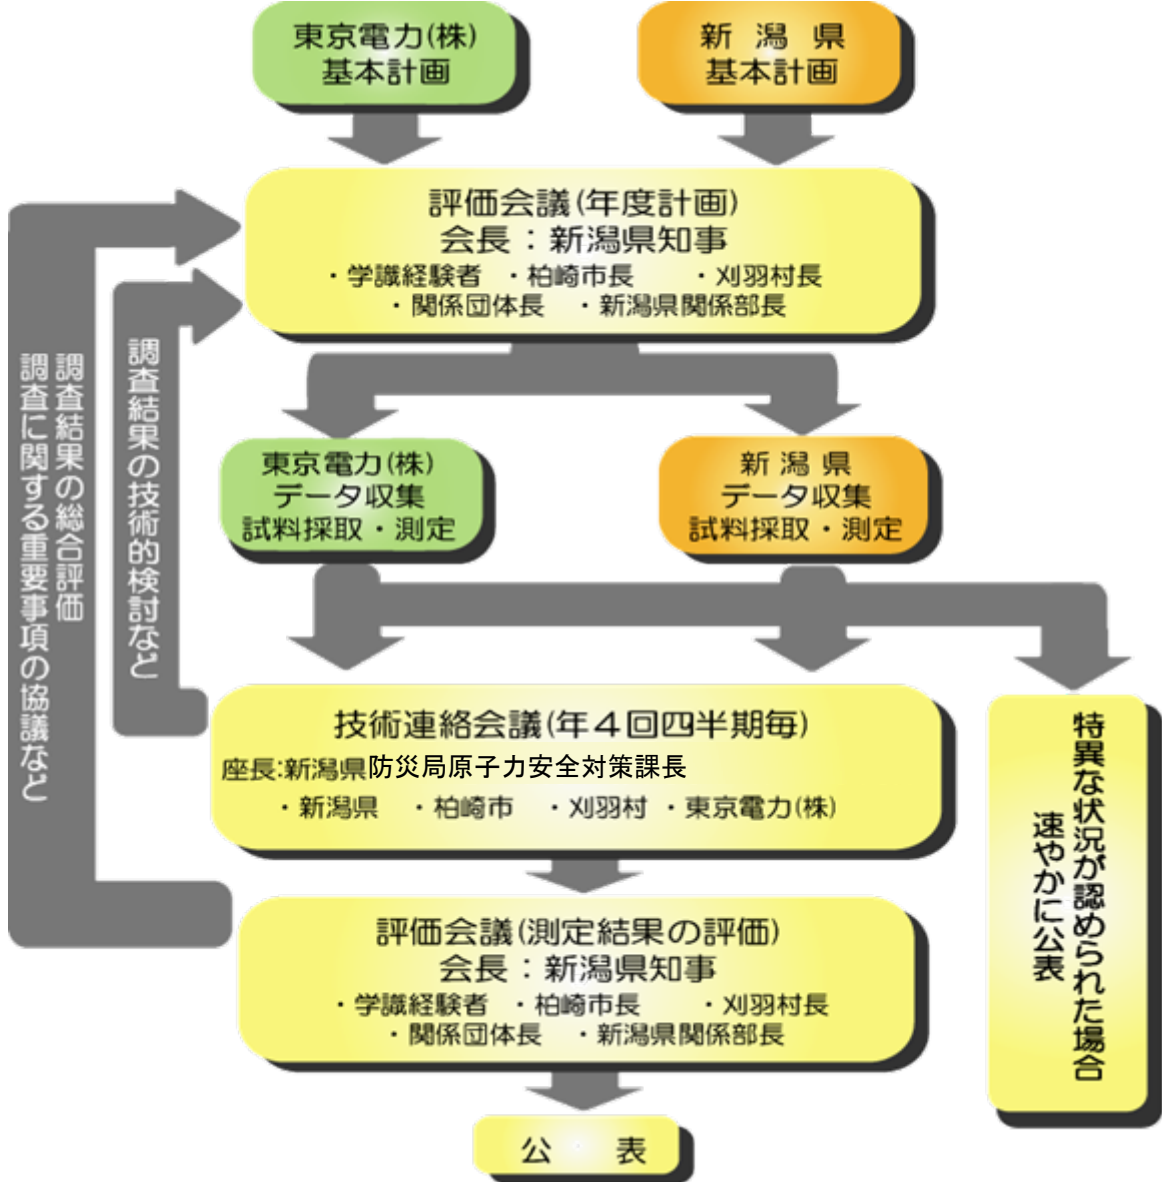 東京電力(株)
基本計画
新 潟 県
基本計画
評価会議(年度計画)
会長：新潟県知事
・学識経験者 ・柏崎市長 ・刈羽村長
・関係団体長 ・新潟県関係部長
調査結果の総合評価
調査に関する重要事項の協議など
調査結果の技術的検討など
東京電力(株)
データ収集
試料採取・測定
新 潟 県
データ収集
試料採取・測定
技術連絡会議(年４回四半期毎)
座長:新潟県防災局原子力安全対策課長
・新潟県 ・柏崎市 ・刈羽村 ・東京電力(株)
特異な状況が認められた場合
速やかに公表
評価会議(測定結果の評価)
会長：新潟県知事
・学識経験者 ・柏崎市長 ・刈羽村長
・関係団体長 ・新潟県関係部長
公 表